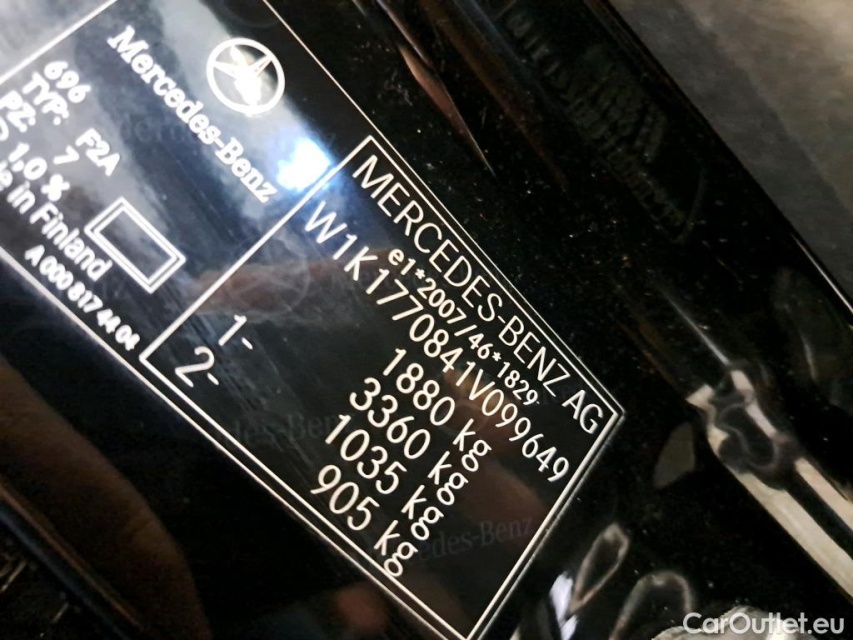 Mercedes-Benz
696
TYP: F2A
PZ: 7
1.0 %
in Finland
A 000 817 44 04
MERCEDES-BENZ AG
e1*2007/46*1829
W1K1770841V099649
1880 kg
3360 kg
1- 1035 kg
2- 905 kg
CarOutlet.eu